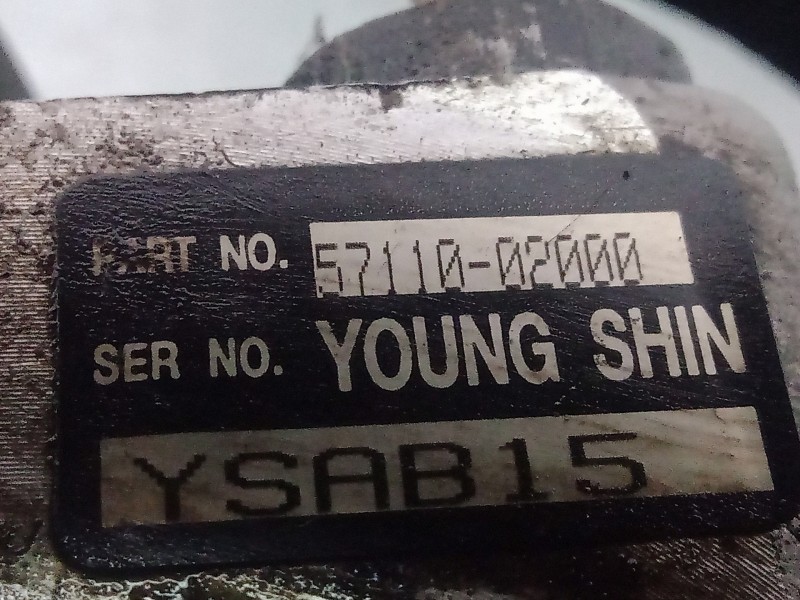 PART NO. 57110-02000
SER NO. YOUNG SHIN
YSAB15